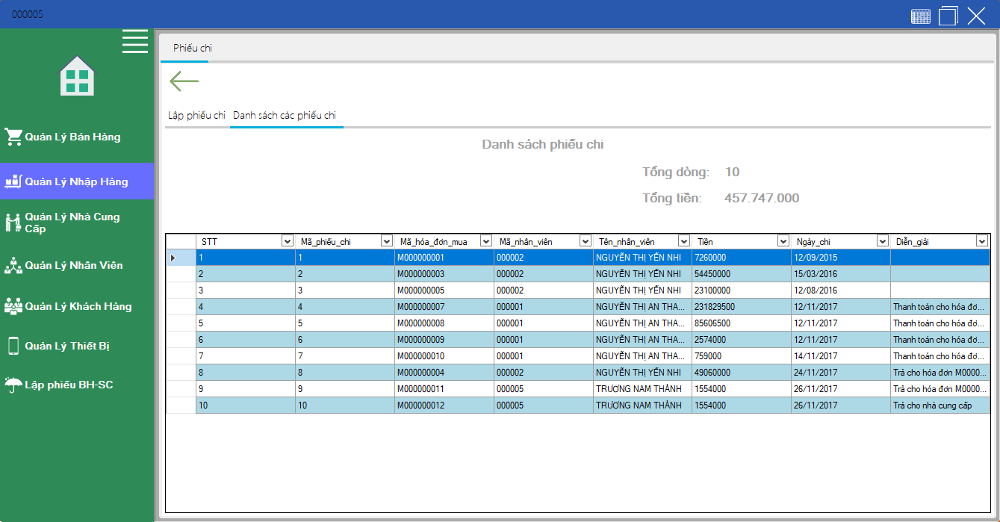 000005
Phiếu chi
Lập phiếu chi Danh sách các phiếu chi
Danh sách phiếu chi
Tổng dòng: 10
Tổng tiền: 457.747.000
Quản Lý Bán Hàng
Quản Lý Nhập Hàng
Quản Lý Nhà Cung
Cấp
Quản Lý Nhân Viên
Quản Lý Khách Hàng
Quản Lý Thiết Bị
Lập phiếu BH-SC
STT Mã_phiếu_chi Mã_hóa_đơn_mua Mã_nhân_viên Tên_nhân_viên Tiền Ngày_chi Diễn_giải
1 1 M000000001 000002 NGUYỄN THỊ YẾN NHI 7260000 12/09/2015
2 2 M000000003 000002 NGUYỄN THỊ YẾN NHI 54450000 15/03/2016
3 3 M000000005 000002 NGUYỄN THỊ YẾN NHI 23100000 12/08/2016
4 4 M000000007 000001 NGUYỄN THỊ AN THA... 231829500 12/11/2017 Thanh toán cho hóa đơ...
5 5 M000000008 000001 NGUYỄN THỊ AN THA... 85606500 12/11/2017 Thanh toán cho hóa đơ...
6 6 M000000009 000001 NGUYỄN THỊ AN THA... 2574000 12/11/2017 Thanh toán cho hóa đơ...
7 7 M000000010 000001 NGUYỄN THỊ AN THA... 759000 14/11/2017 Thanh toán cho hóa đơ...
8 8 M000000004 000002 NGUYỄN THỊ YẾN NHI 49060000 24/11/2017 Trả cho hóa đơn M0000...
9 9 M000000011 000005 TRƯƠNG NAM THÀNH 1554000 26/11/2017 Trả cho hóa đơn M0000...
10 10 M000000012 000005 TRƯƠNG NAM THÀNH 1554000 26/11/2017 Trả cho nhà cung cấp